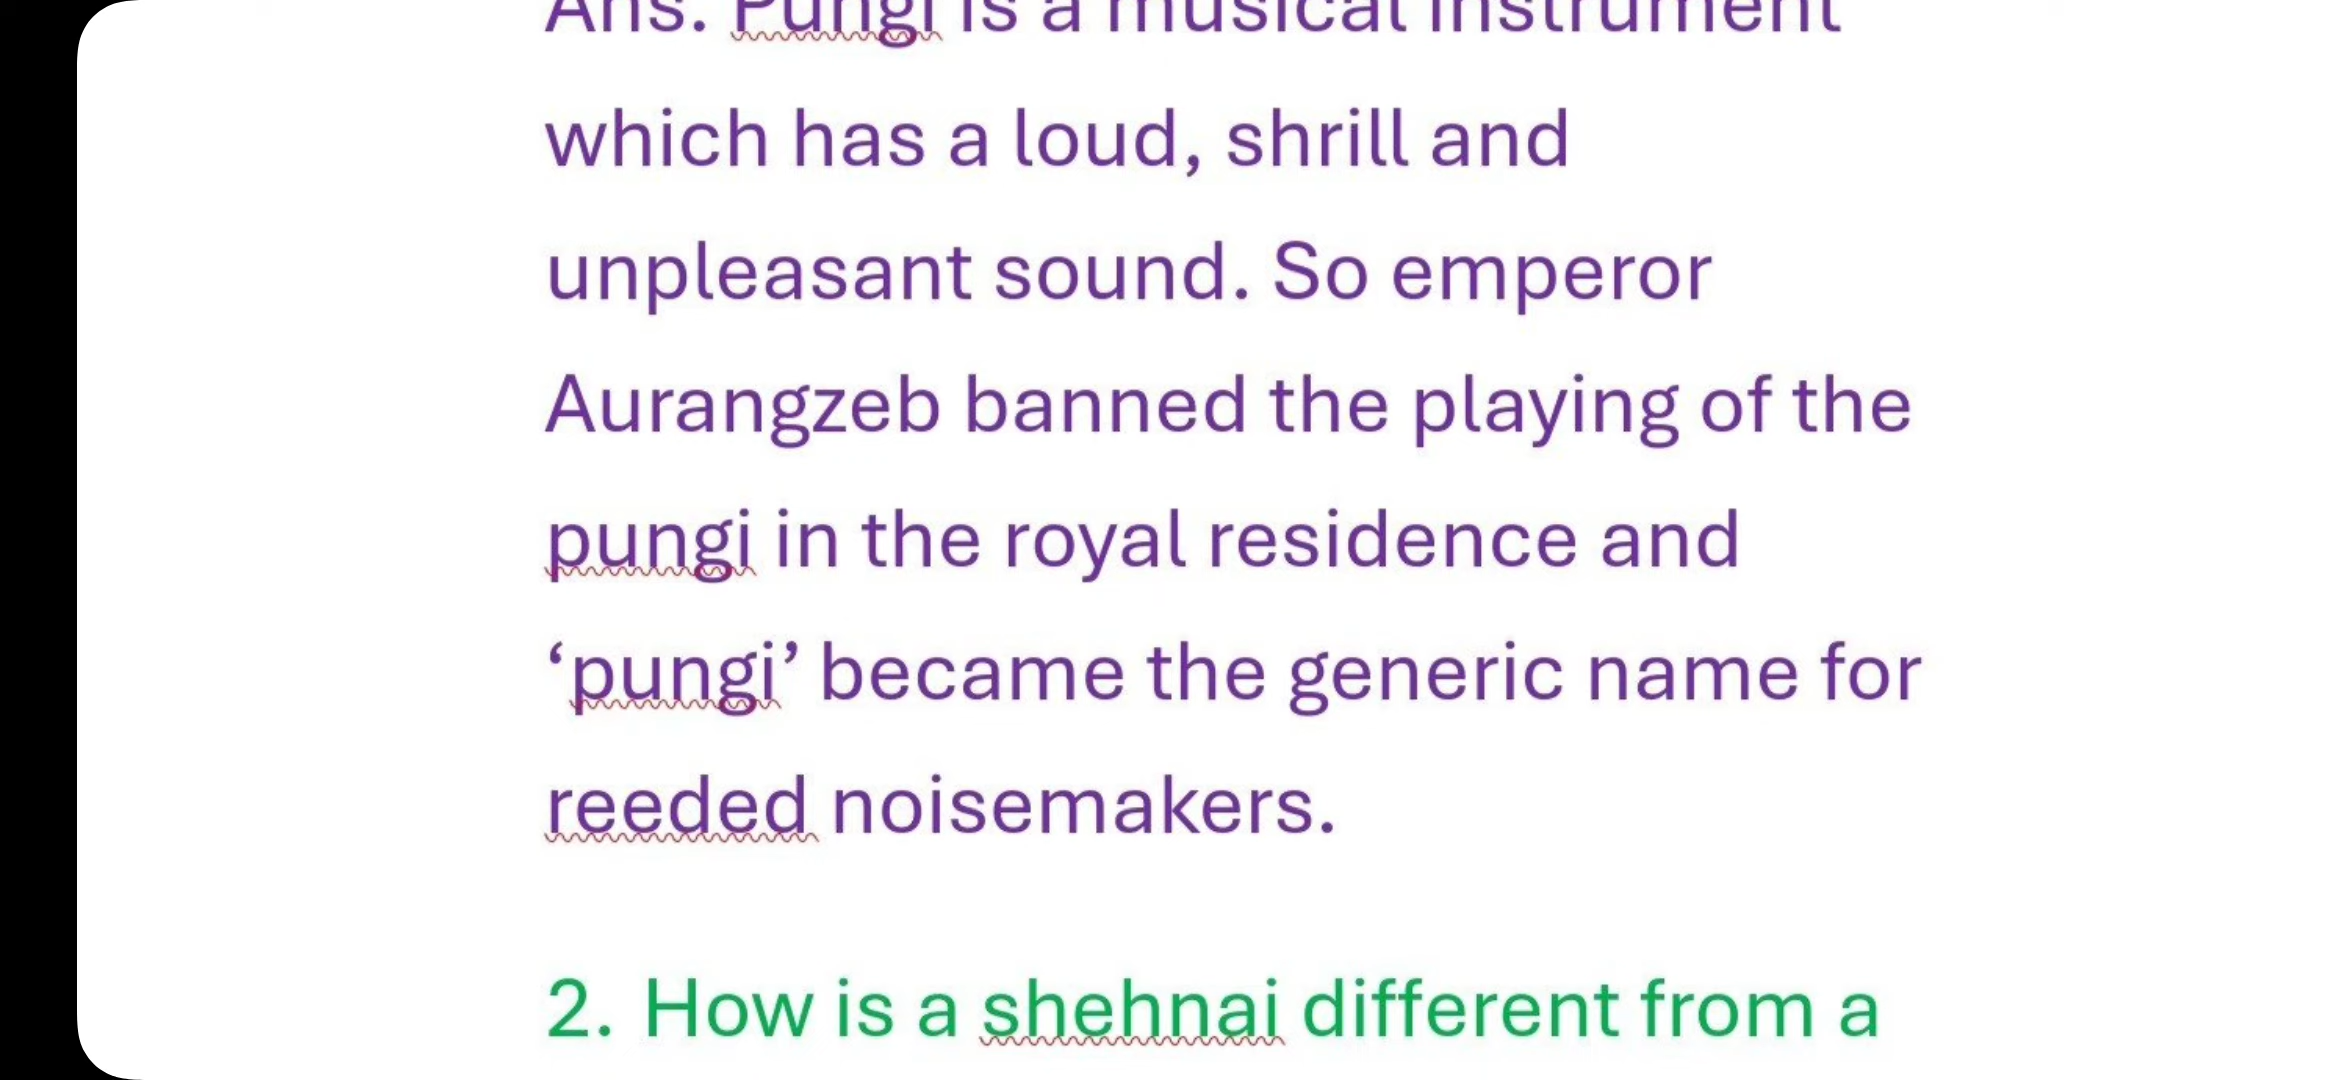 Ans. Pungi is a musical instrument
which has a loud, shrill and
unpleasant sound. So emperor
Aurangzeb banned the playing of the
pungi in the royal residence and
‘pungi’ became the generic name for
reeded noisemakers.
2. How is a shehnai different from a